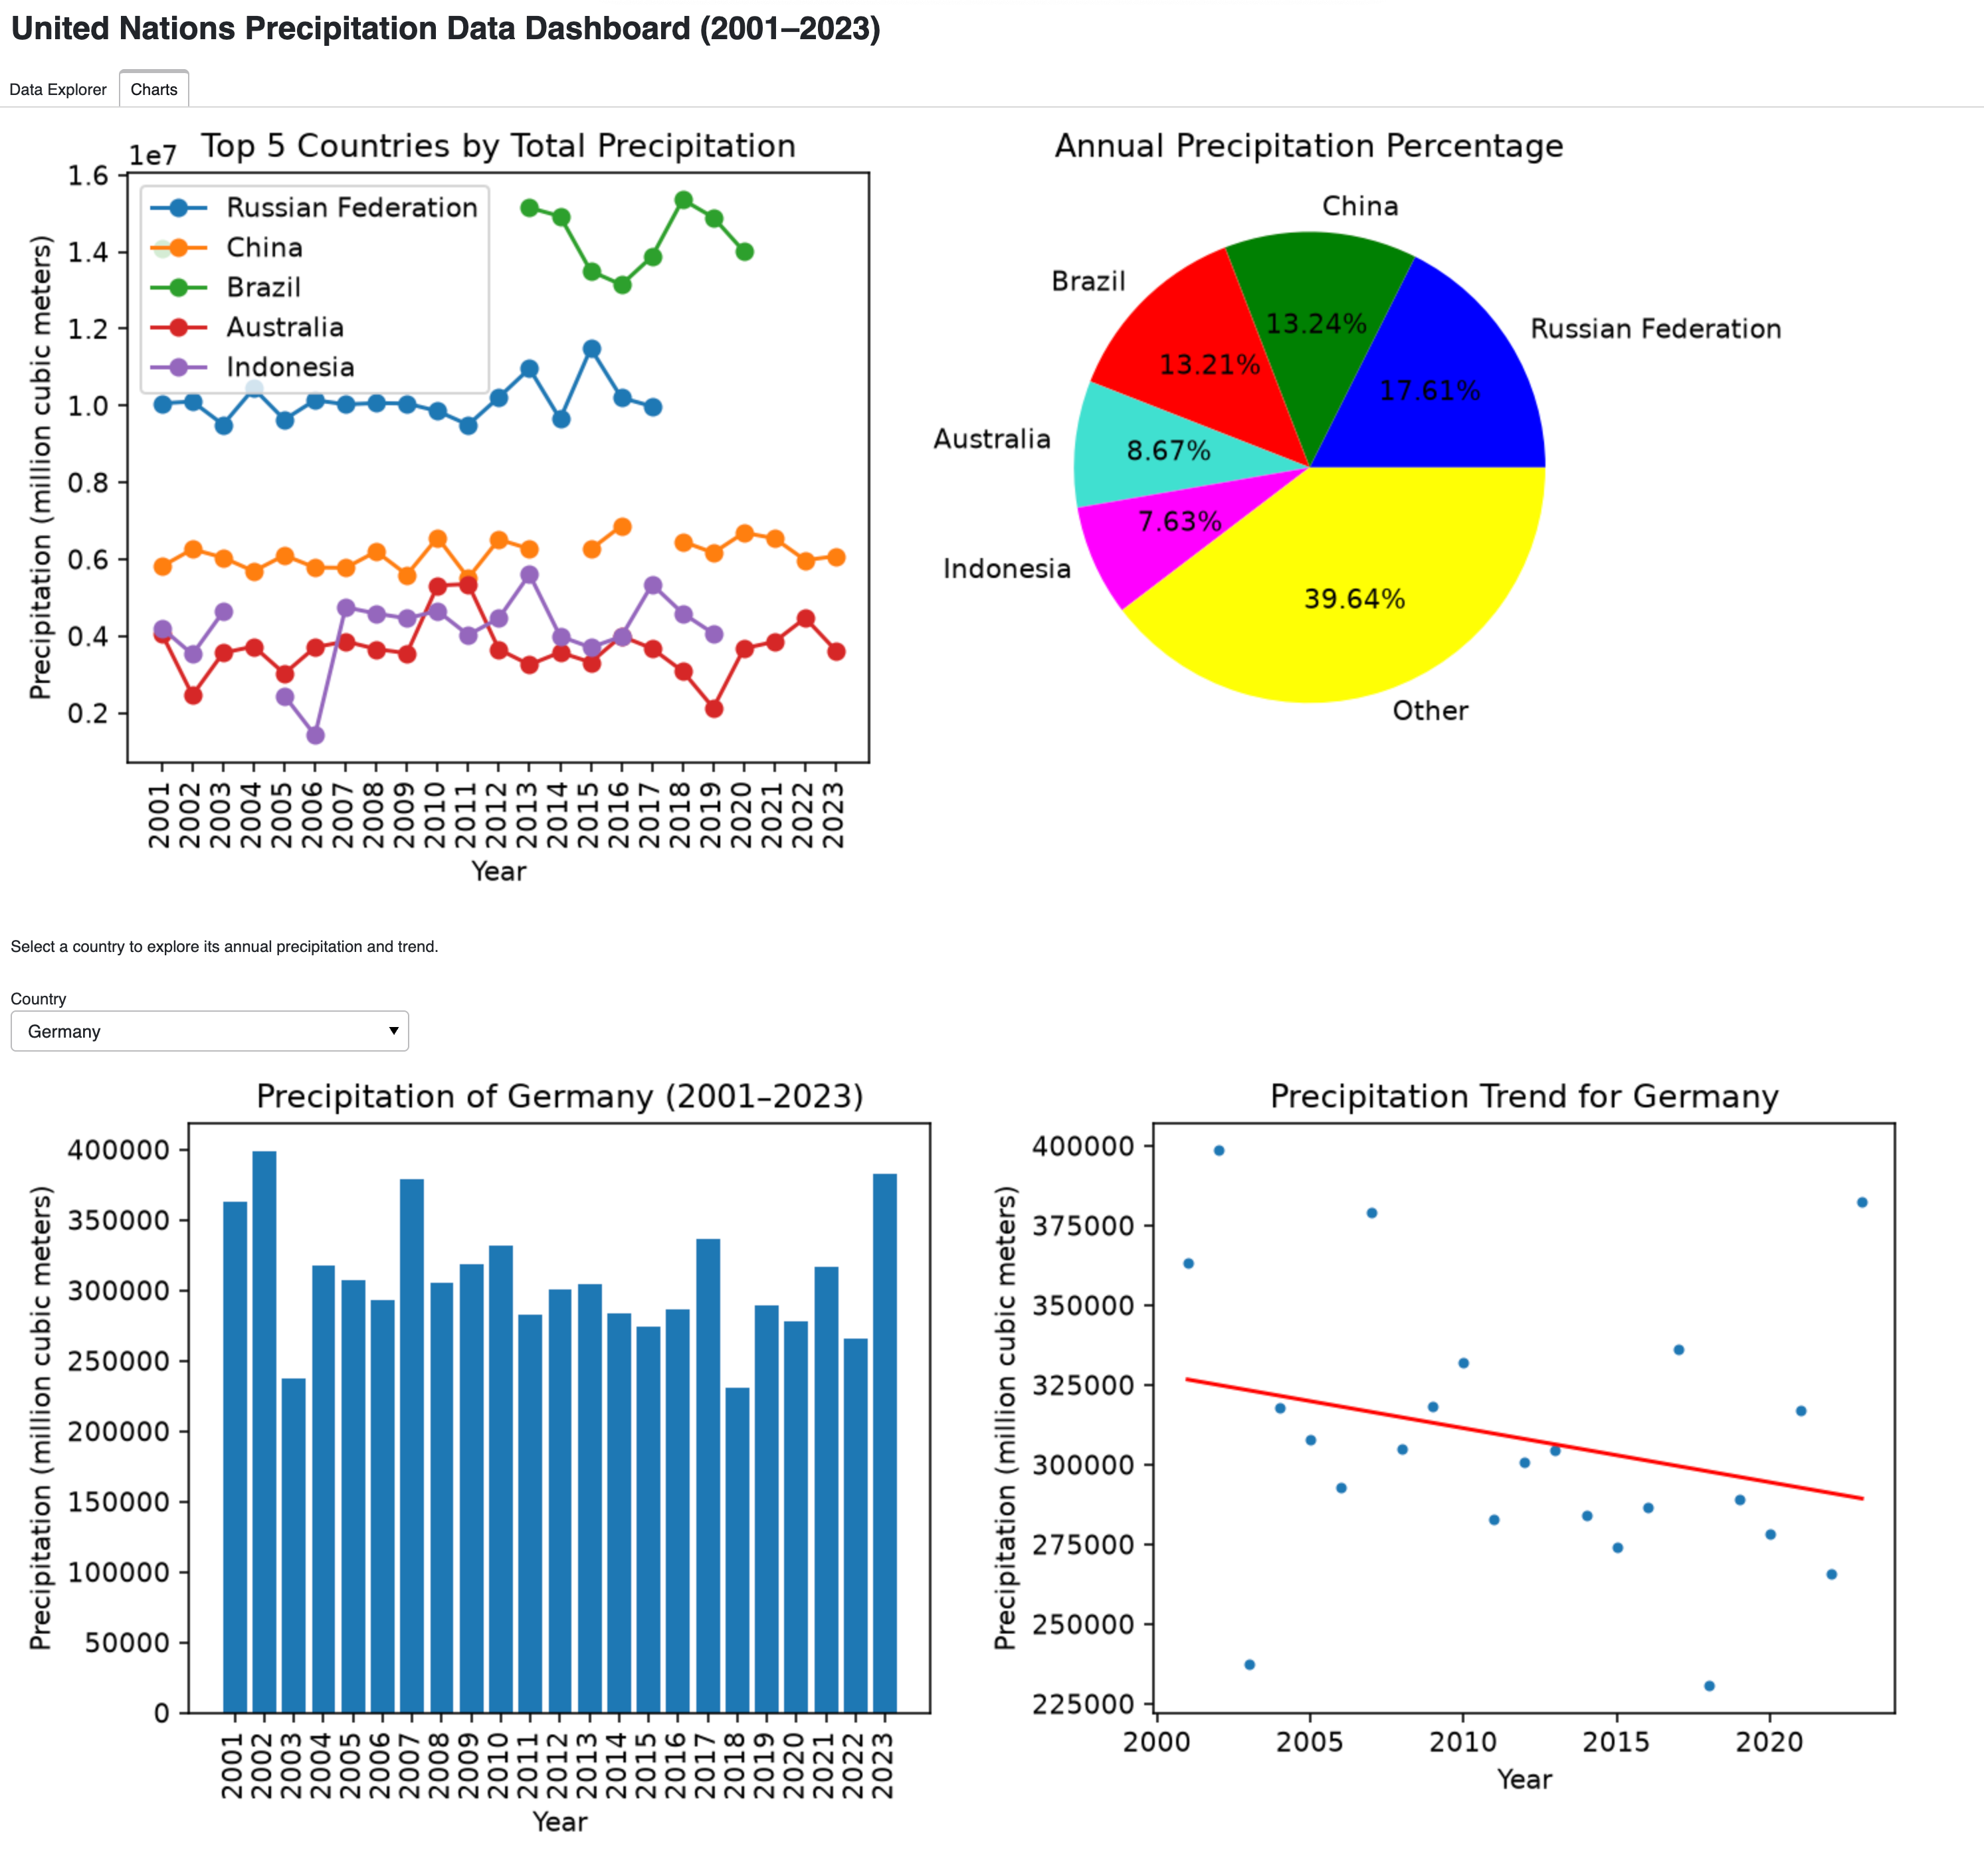 United Nations Precipitation Data Dashboard (2001–2023)
Data Explorer
Charts
Top 5 Countries by Total Precipitation
1e7
1.6
1.4
1.2
1.0
0.8
0.6
0.4
0.2
Precipitation (million cubic meters)
Russian Federation
China
Brazil
Australia
Indonesia
2001
2002
2003
2004
2005
2006
2007
2008
2009
2010
2011
2012
2013
2014
2015
2016
2017
2018
2019
2020
2021
2022
2023
Year
Annual Precipitation Percentage
China
Brazil
Russian Federation
Australia
Indonesia
Other
13.24%
13.21%
17.61%
8.67%
7.63%
39.64%
Select a country to explore its annual precipitation and trend.
Country
Germany
Precipitation of Germany (2001–2023)
400000
350000
300000
250000
200000
150000
100000
50000
0
Precipitation (million cubic meters)
2001
2002
2003
2004
2005
2006
2007
2008
2009
2010
2011
2012
2013
2014
2015
2016
2017
2018
2019
2020
2021
2022
2023
Year
Precipitation Trend for Germany
400000
375000
350000
325000
300000
275000
250000
225000
Precipitation (million cubic meters)
2000
2005
2010
2015
2020
Year